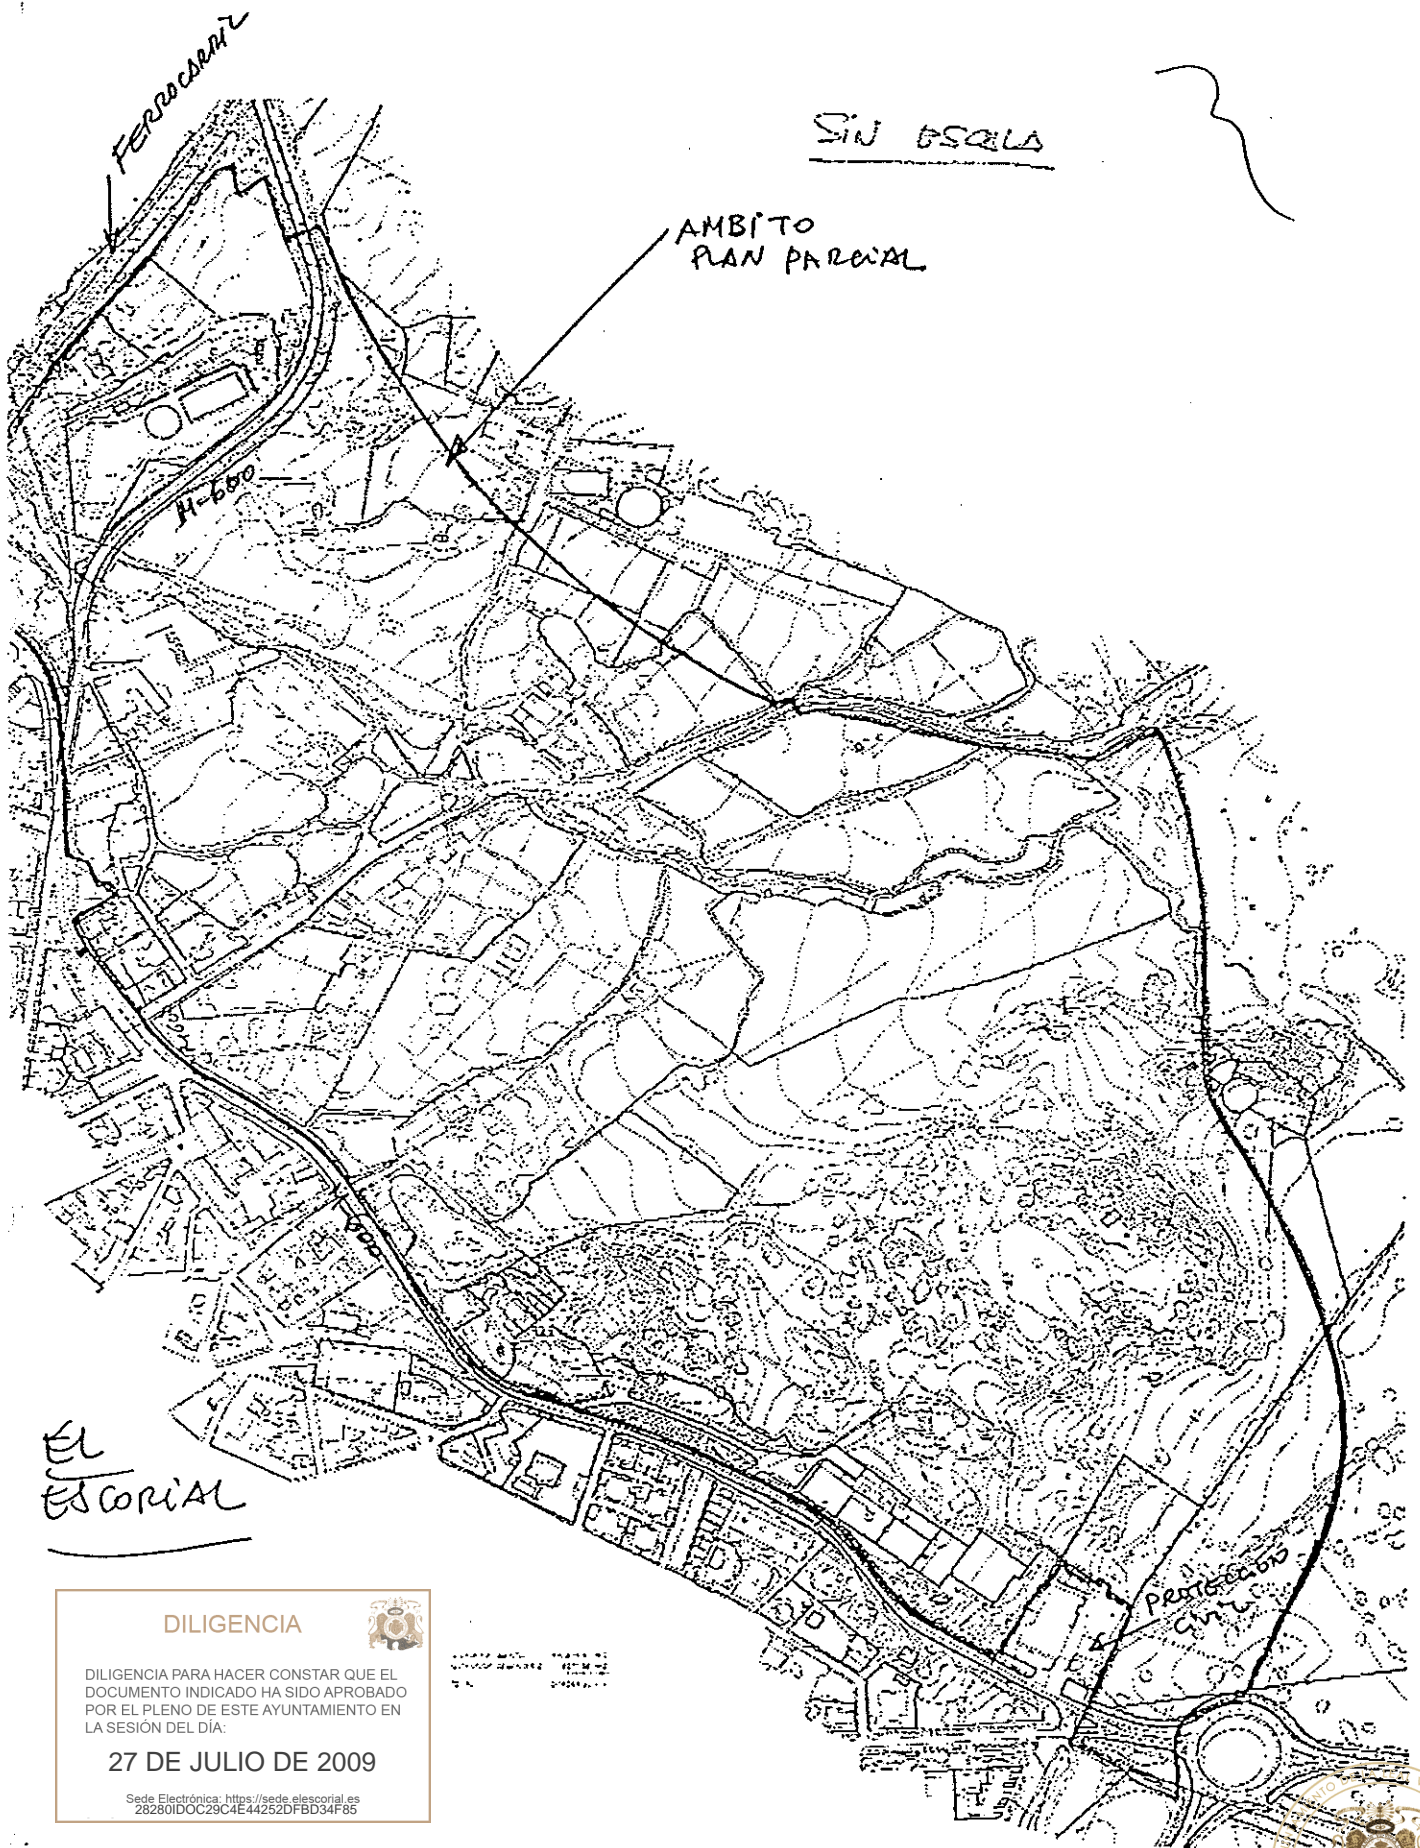 FERROCARRIL
SIN ESCALA
AMBITO
PLAN PARCIAL
M-600
M-600
EL
ESCORIAL
PROTECCION
CIVIL
DILIGENCIA
DILIGENCIA PARA HACER CONSTAR QUE EL
DOCUMENTO INDICADO HA SIDO APROBADO
POR EL PLENO DE ESTE AYUNTAMIENTO EN
LA SESIÓN DEL DÍA:
27 DE JULIO DE 2009
Sede Electrónica: https://sede.elescorial.es
28280IDOC29C4E44252DFBD34F85